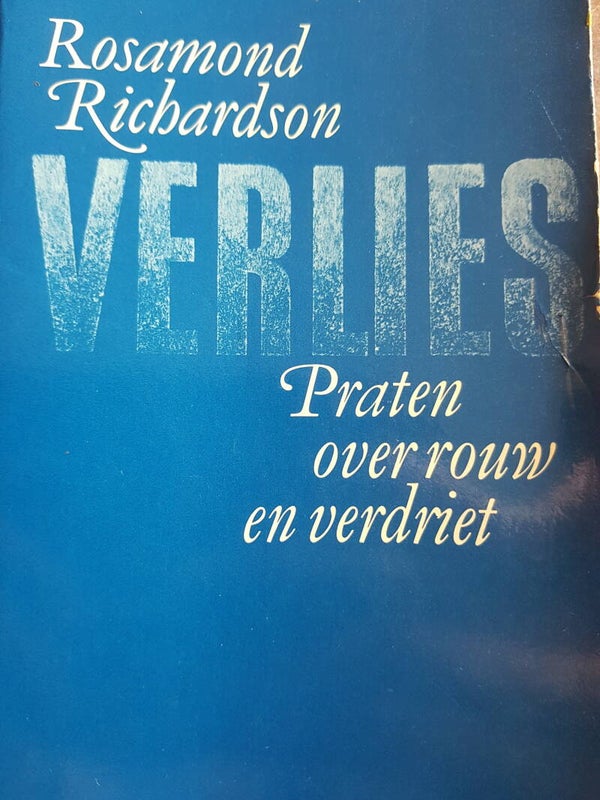 Rosamond
Richardson
VERLIES
Praten
over rouw
en verdriet